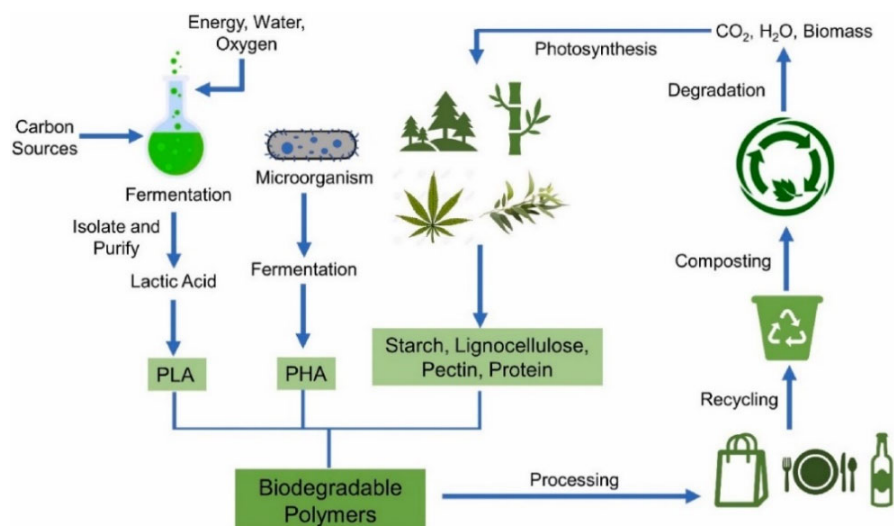 Energy, Water,
Oxygen
Carbon
Sources
Fermentation
Isolate and
Purify
Lactic Acid
PLA
Microorganism
Fermentation
PHA
Photosynthesis
CO₂, H₂O, Biomass
Starch, Lignocellulose,
Pectin, Protein
Degradation
Composting
Recycling
Biodegradable
Polymers
Processing